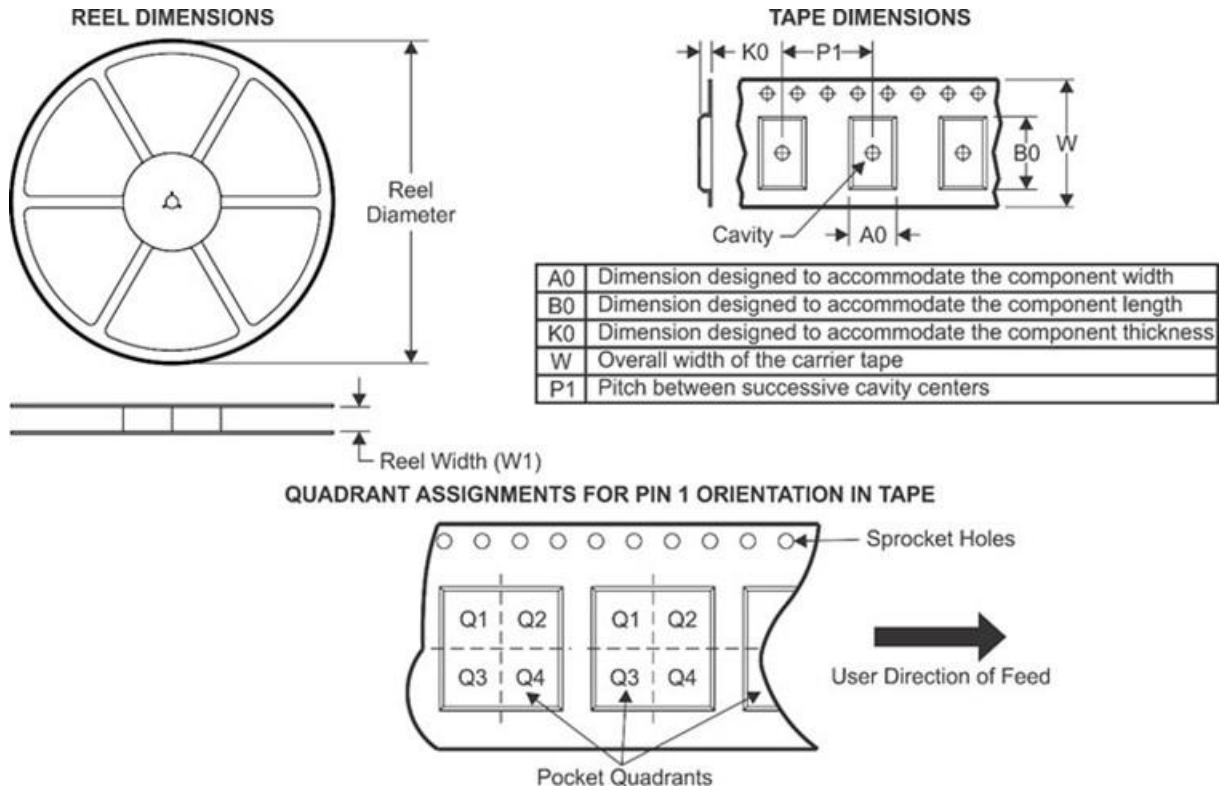 REEL DIMENSIONS
Reel
Diameter
Reel Width (W1)
TAPE DIMENSIONS
K0
P1
W
B0
Cavity
A0
A0 Dimension designed to accommodate the component width
B0 Dimension designed to accommodate the component length
K0 Dimension designed to accommodate the component thickness
W Overall width of the carrier tape
P1 Pitch between successive cavity centers
QUADRANT ASSIGNMENTS FOR PIN 1 ORIENTATION IN TAPE
Sprocket Holes
Q1 Q2 Q1 Q2
Q3 Q4 Q3 Q4
User Direction of Feed
Pocket Quadrants